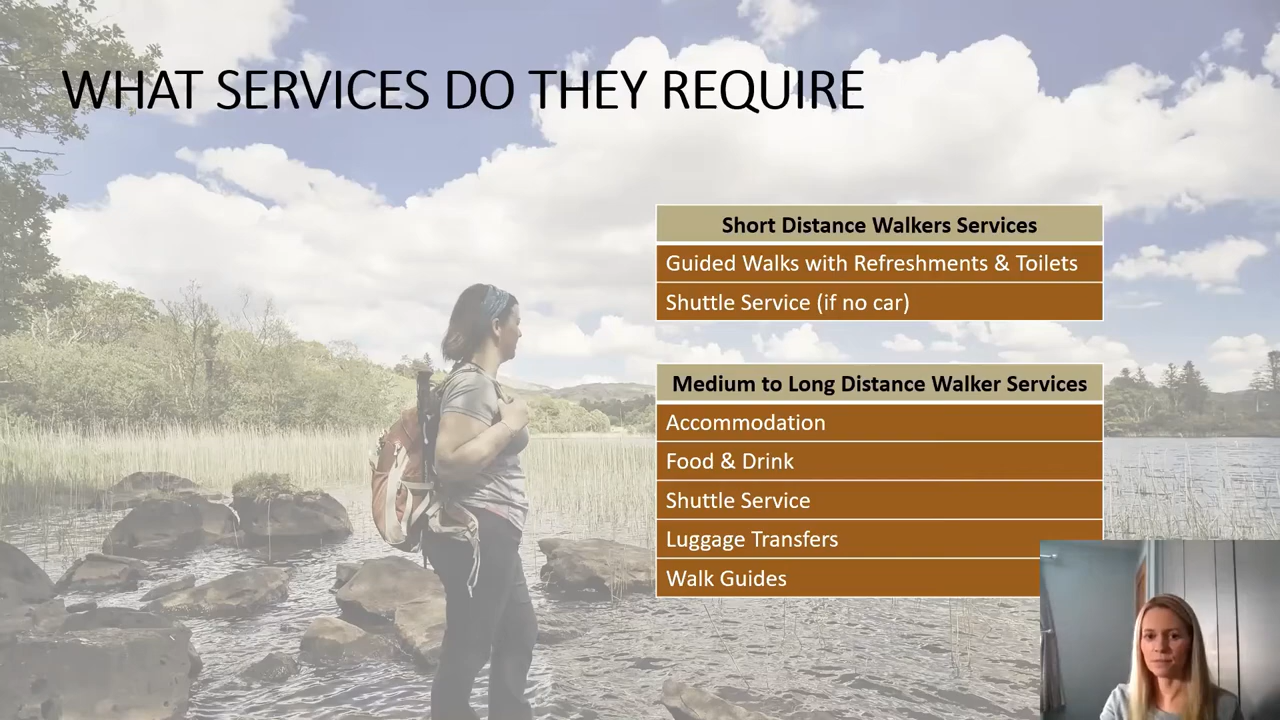 WHAT SERVICES DO THEY REQUIRE
Short Distance Walkers Services
Guided Walks with Refreshments & Toilets
Shuttle Service (if no car)
Medium to Long Distance Walker Services
Accommodation
Food & Drink
Shuttle Service
Luggage Transfers
Walk Guides